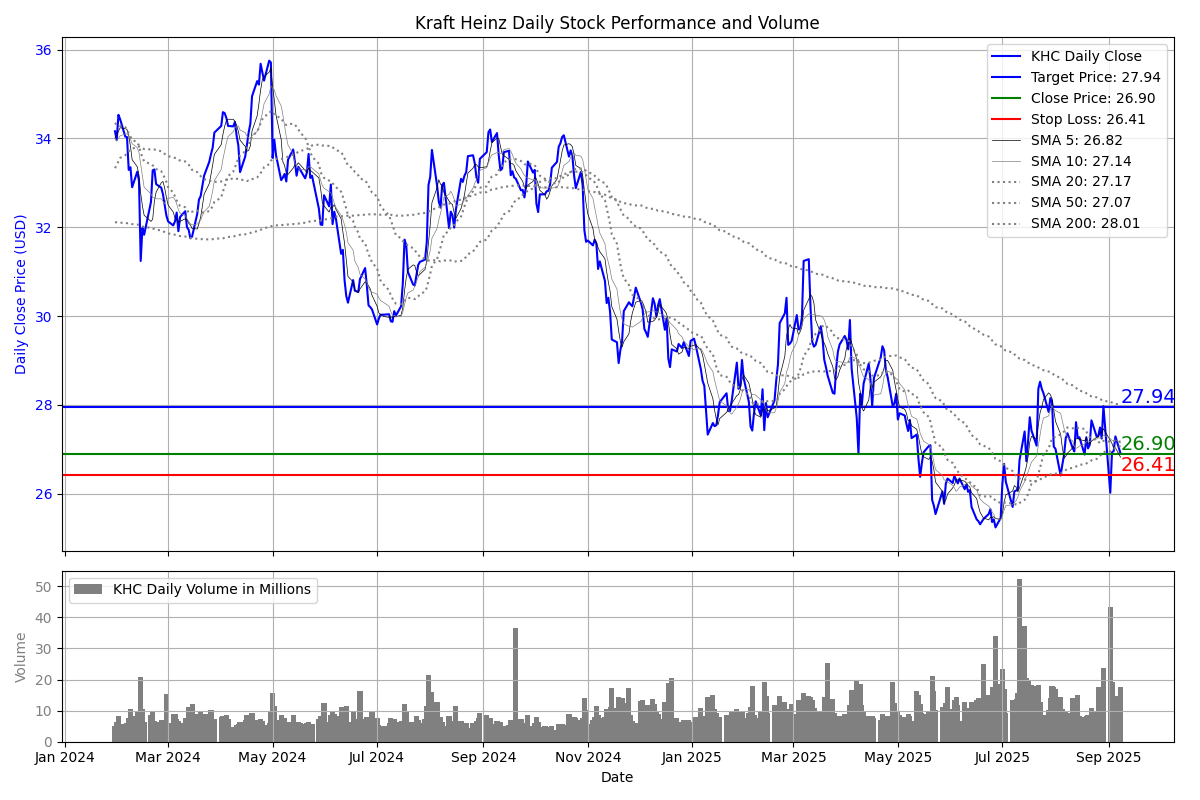 Kraft Heinz Daily Stock Performance and Volume
Daily Close Price (USD)
36
34
32
30
28
26
KHC Daily Close
Target Price: 27.94
Close Price: 26.90
Stop Loss: 26.41
SMA 5: 26.82
SMA 10: 27.14
SMA 20: 27.17
SMA 50: 27.07
SMA 200: 28.01
27.94
26.90
26.41
Volume
50
40
30
20
10
0
KHC Daily Volume in Millions
Jan 2024 Mar 2024 May 2024 Jul 2024 Sep 2024 Nov 2024 Jan 2025 Mar 2025 May 2025 Jul 2025 Sep 2025
Date